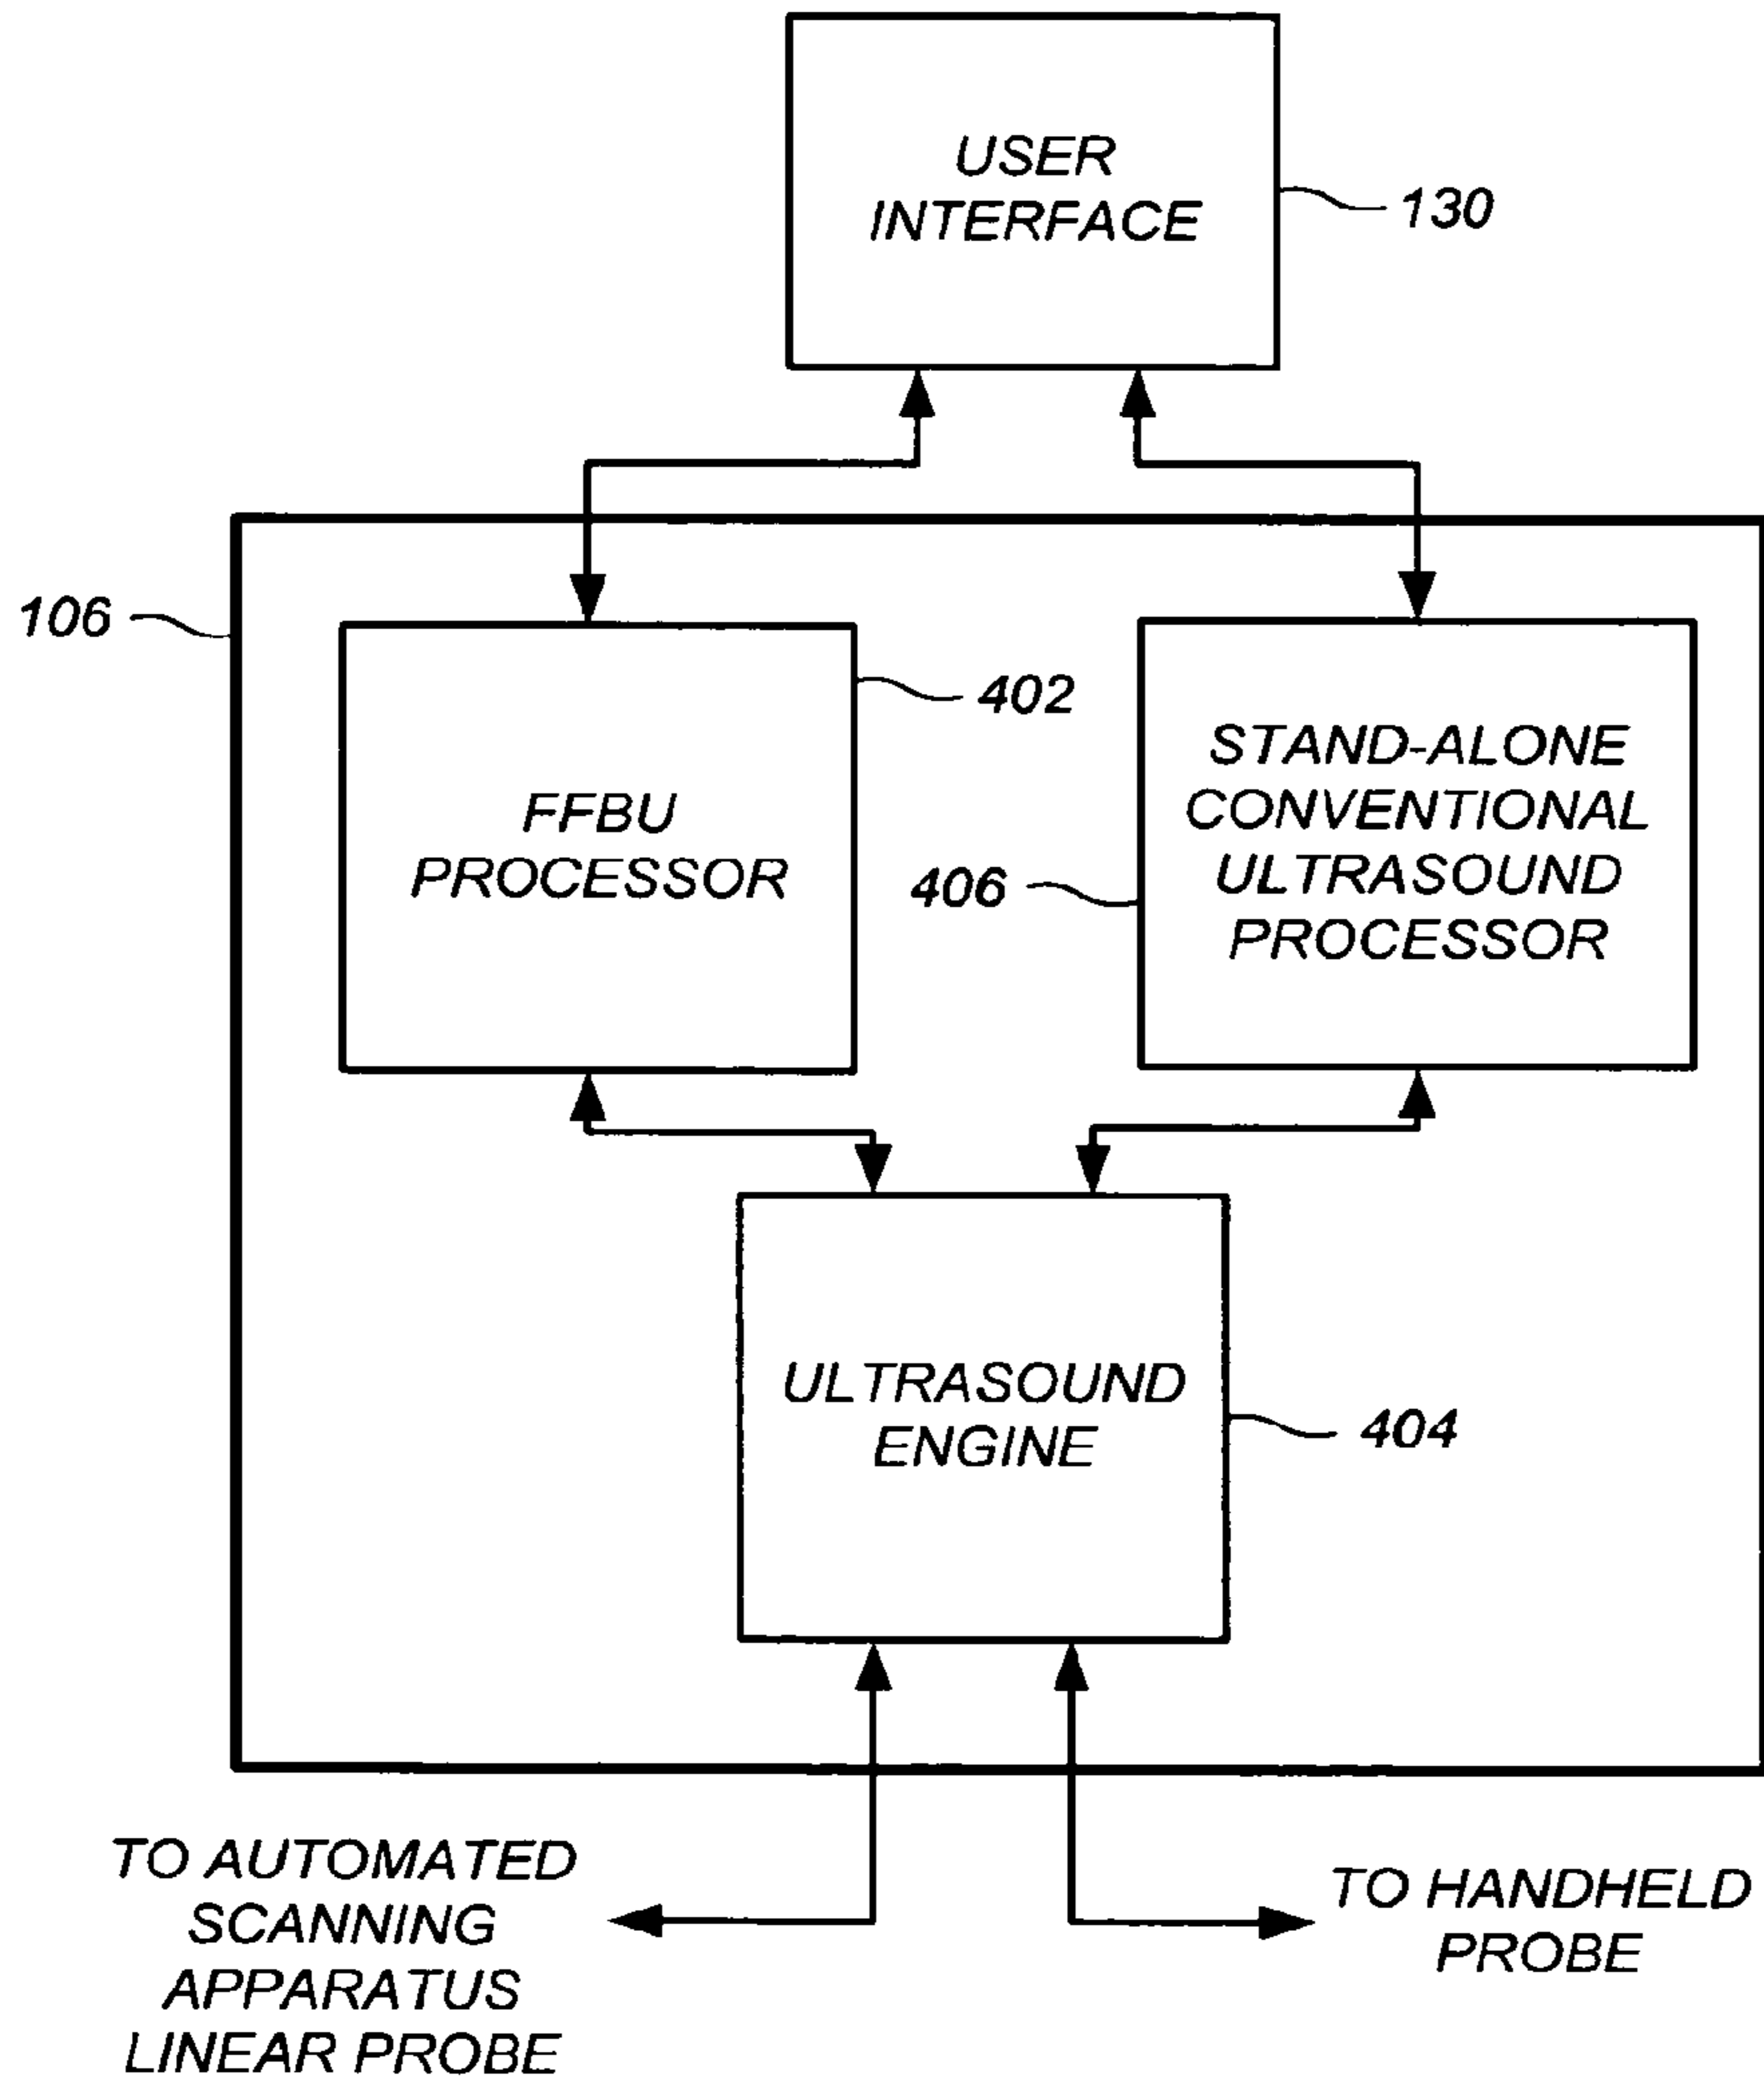 USER
INTERFACE
130
106
402
FFBU
PROCESSOR
406
STAND-ALONE
CONVENTIONAL
ULTRASOUND
PROCESSOR
ULTRASOUND
ENGINE
404
TO AUTOMATED
SCANNING
APPARATUS
LINEAR PROBE
TO HANDHELD
PROBE